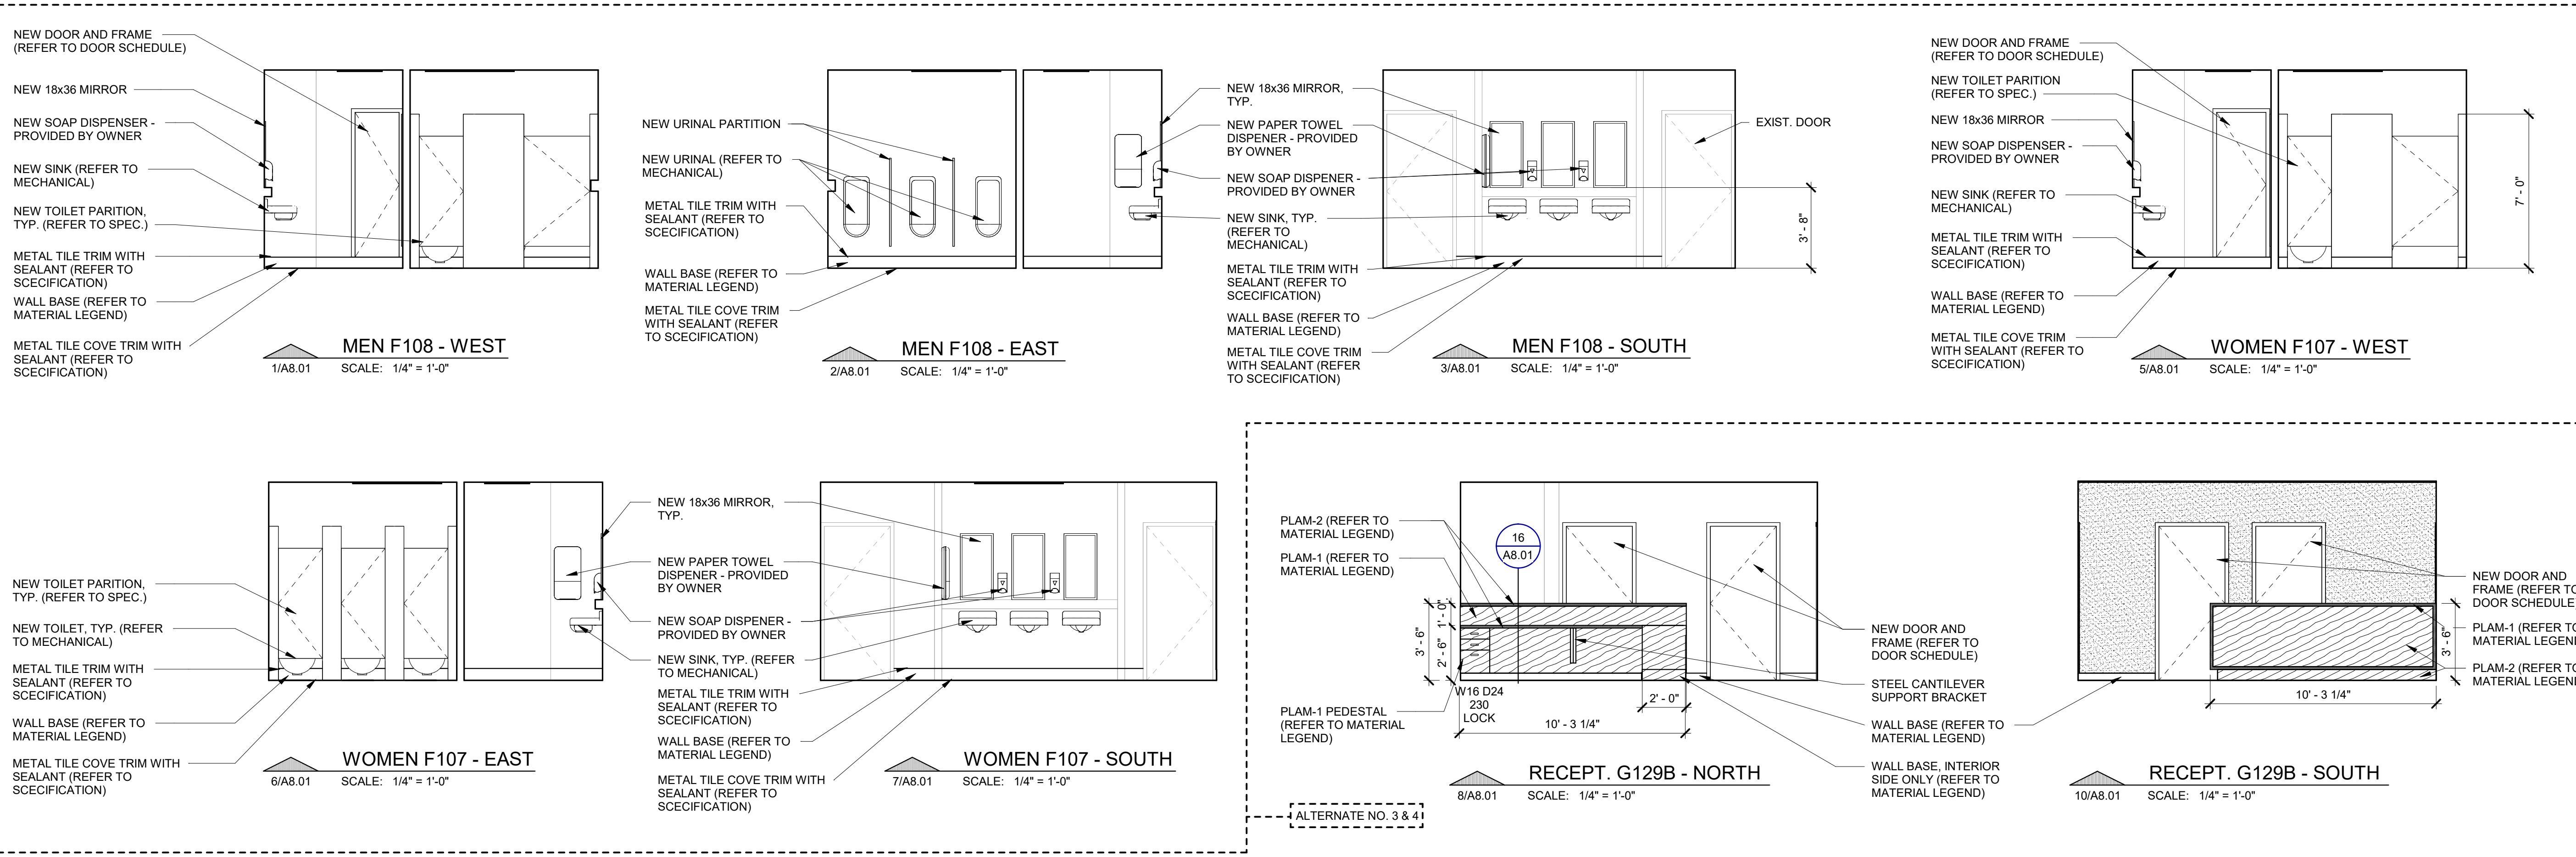 NEW DOOR AND FRAME
(REFER TO DOOR SCHEDULE)
NEW 18x36 MIRROR
NEW SOAP DISPENSER -
PROVIDED BY OWNER
NEW SINK (REFER TO
MECHANICAL)
NEW TOILET PARITION,
TYP. (REFER TO SPEC.)
METAL TILE TRIM WITH
SEALANT (REFER TO
SCECIFICATION)
WALL BASE (REFER TO
MATERIAL LEGEND)
METAL TILE COVE TRIM WITH
SEALANT (REFER TO
SCECIFICATION)
MEN F108 - WEST
1/A8.01 SCALE: 1/4" = 1'-0"
NEW URINAL PARTITION
NEW URINAL (REFER TO
MECHANICAL)
METAL TILE TRIM WITH
SEALANT (REFER TO
SCECIFICATION)
WALL BASE (REFER TO
MATERIAL LEGEND)
METAL TILE COVE TRIM
WITH SEALANT (REFER
TO SCECIFICATION)
MEN F108 - EAST
2/A8.01 SCALE: 1/4" = 1'-0"
NEW 18x36 MIRROR,
TYP.
NEW PAPER TOWEL
DISPENER - PROVIDED
BY OWNER
NEW SOAP DISPENER -
PROVIDED BY OWNER
NEW SINK, TYP.
(REFER TO
MECHANICAL)
METAL TILE TRIM WITH
SEALANT (REFER TO
SCECIFICATION)
WALL BASE (REFER TO
MATERIAL LEGEND)
METAL TILE COVE TRIM
WITH SEALANT (REFER
TO SCECIFICATION)
EXIST. DOOR
3' - 8"
MEN F108 - SOUTH
3/A8.01 SCALE: 1/4" = 1'-0"
NEW DOOR AND FRAME
(REFER TO DOOR SCHEDULE)
NEW TOILET PARITION
(REFER TO SPEC.)
NEW 18x36 MIRROR
NEW SOAP DISPENSER -
PROVIDED BY OWNER
NEW SINK (REFER TO
MECHANICAL)
METAL TILE TRIM WITH
SEALANT (REFER TO
SCECIFICATION)
WALL BASE (REFER TO
MATERIAL LEGEND)
METAL TILE COVE TRIM
WITH SEALANT (REFER TO
SCECIFICATION)
7' - 0"
WOMEN F107 - WEST
5/A8.01 SCALE: 1/4" = 1'-0"
NEW TOILET PARITION,
TYP. (REFER TO SPEC.)
NEW TOILET, TYP. (REFER
TO MECHANICAL)
METAL TILE TRIM WITH
SEALANT (REFER TO
SCECIFICATION)
WALL BASE (REFER TO
MATERIAL LEGEND)
METAL TILE COVE TRIM WITH
SEALANT (REFER TO
SCECIFICATION)
WOMEN F107 - EAST
6/A8.01 SCALE: 1/4" = 1'-0"
NEW 18x36 MIRROR,
TYP.
NEW PAPER TOWEL
DISPENER - PROVIDED
BY OWNER
NEW SOAP DISPENER -
PROVIDED BY OWNER
NEW SINK, TYP. (REFER
TO MECHANICAL)
METAL TILE TRIM WITH
SEALANT (REFER TO
SCECIFICATION)
WALL BASE (REFER TO
MATERIAL LEGEND)
METAL TILE COVE TRIM WITH
SEALANT (REFER TO
SCECIFICATION)
WOMEN F107 - SOUTH
7/A8.01 SCALE: 1/4" = 1'-0"
PLAM-2 (REFER TO
MATERIAL LEGEND)
PLAM-1 (REFER TO
MATERIAL LEGEND)
PLAM-1 PEDESTAL
(REFER TO MATERIAL
LEGEND)
16
A8.01
3' - 6"
1'- 0"
2' - 6"
W16 D24
230
LOCK
2' - 0"
10' - 3 1/4"
NEW DOOR AND
FRAME (REFER TO
DOOR SCHEDULE)
STEEL CANTILEVER
SUPPORT BRACKET
WALL BASE (REFER TO
MATERIAL LEGEND)
WALL BASE, INTERIOR
SIDE ONLY (REFER TO
MATERIAL LEGEND)
RECEPT. G129B - NORTH
8/A8.01 SCALE: 1/4" = 1'-0"
ALTERNATE NO. 3 & 4
NEW DOOR AND
FRAME (REFER TO
DOOR SCHEDULE
PLAM-1 (REFER TO
MATERIAL LEGEN
PLAM-2 (REFER TO
MATERIAL LEGEN
3' - 6"
10' - 3 1/4"
RECEPT. G129B - SOUTH
10/A8.01 SCALE: 1/4" = 1'-0"